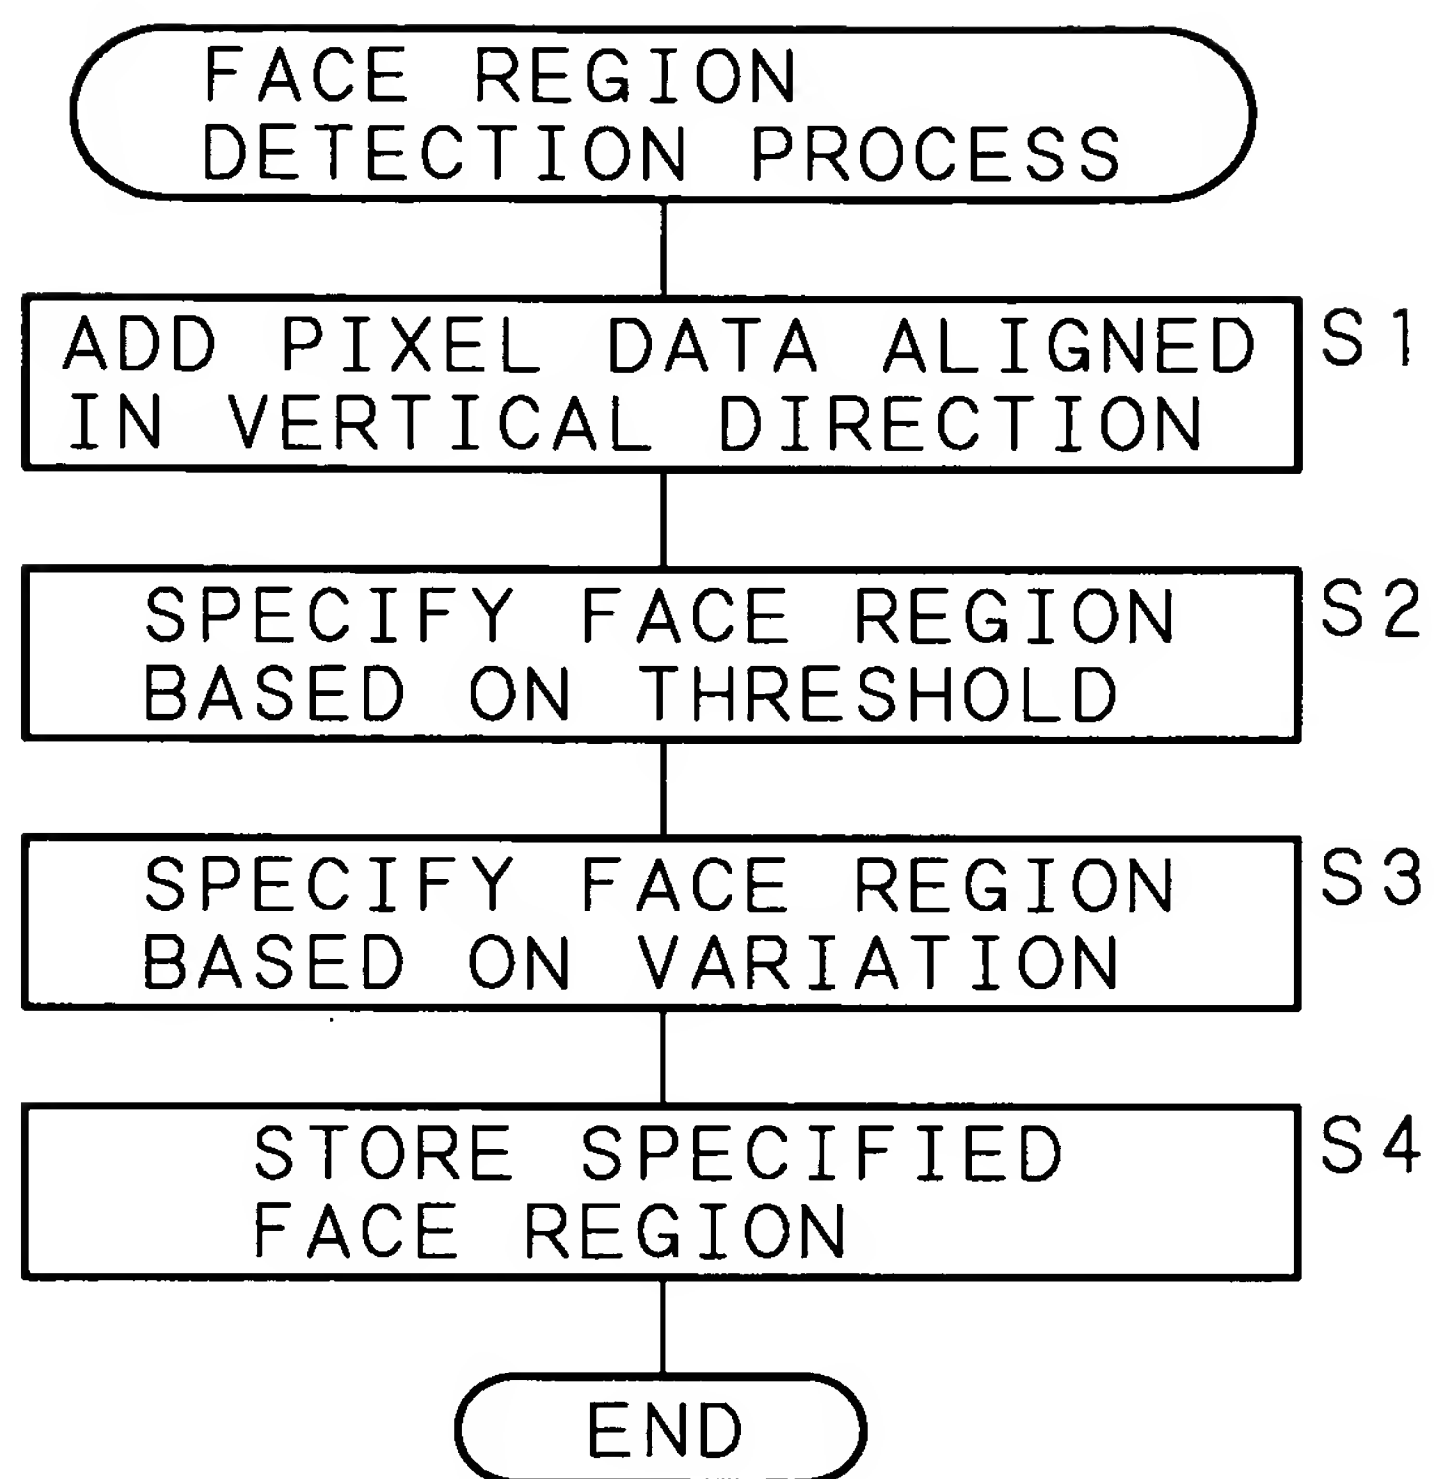 FACE REGION
DETECTION PROCESS
ADD PIXEL DATA ALIGNED
IN VERTICAL DIRECTION
S1
SPECIFY FACE REGION
BASED ON THRESHOLD
S2
SPECIFY FACE REGION
BASED ON VARIATION
S3
STORE SPECIFIED
FACE REGION
S4
END